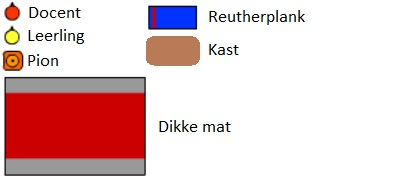 Docent
Leerling
Pion
Reutherplank
Kast
Dikke mat